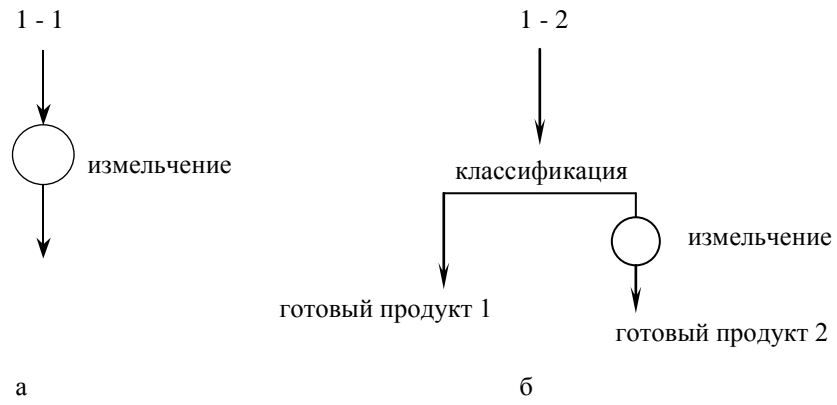 1 - 1
измельчение
а
1 - 2
классификация
измельчение
готовый продукт 1
готовый продукт 2
б